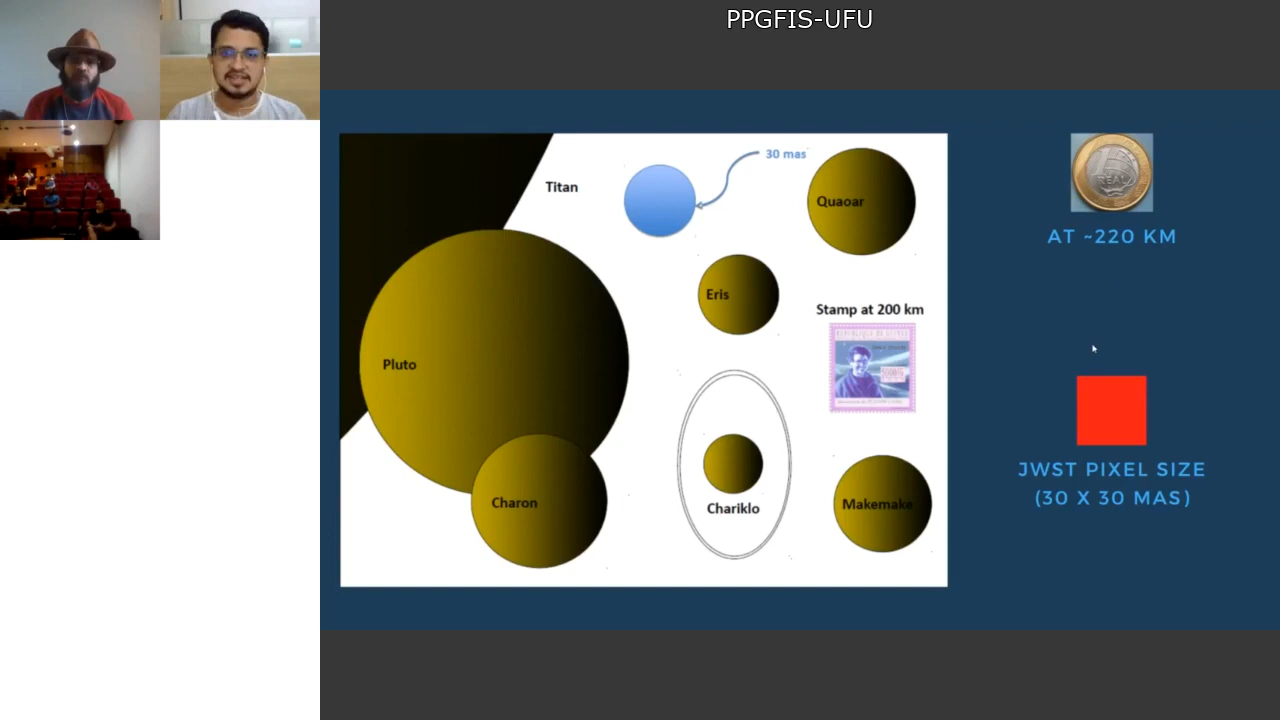 PPGFIS-UFU
Titan
30 mas
Quaoar
Eris
Stamp at 200 km
Pluto
Charon
Chariklo
Makemake
REAL
AT ~220 KM
JWST PIXEL SIZE
(30 X 30 MAS)